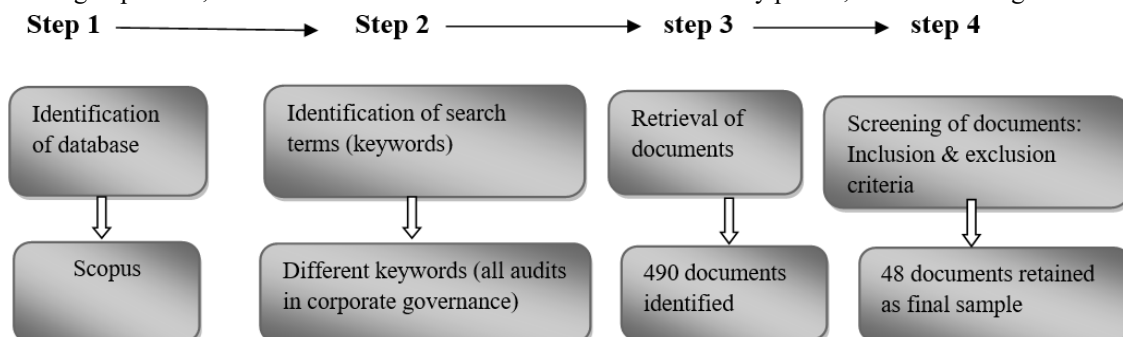 Step 1 Step 2 step 3 step 4
Identification
of database
Identification of search
terms (keywords)
Retrieval of
documents
Screening of documents:
Inclusion & exclusion
criteria
Scopus
Different keywords (all audits
in corporate governance)
490 documents
identified
48 documents retained
as final sample